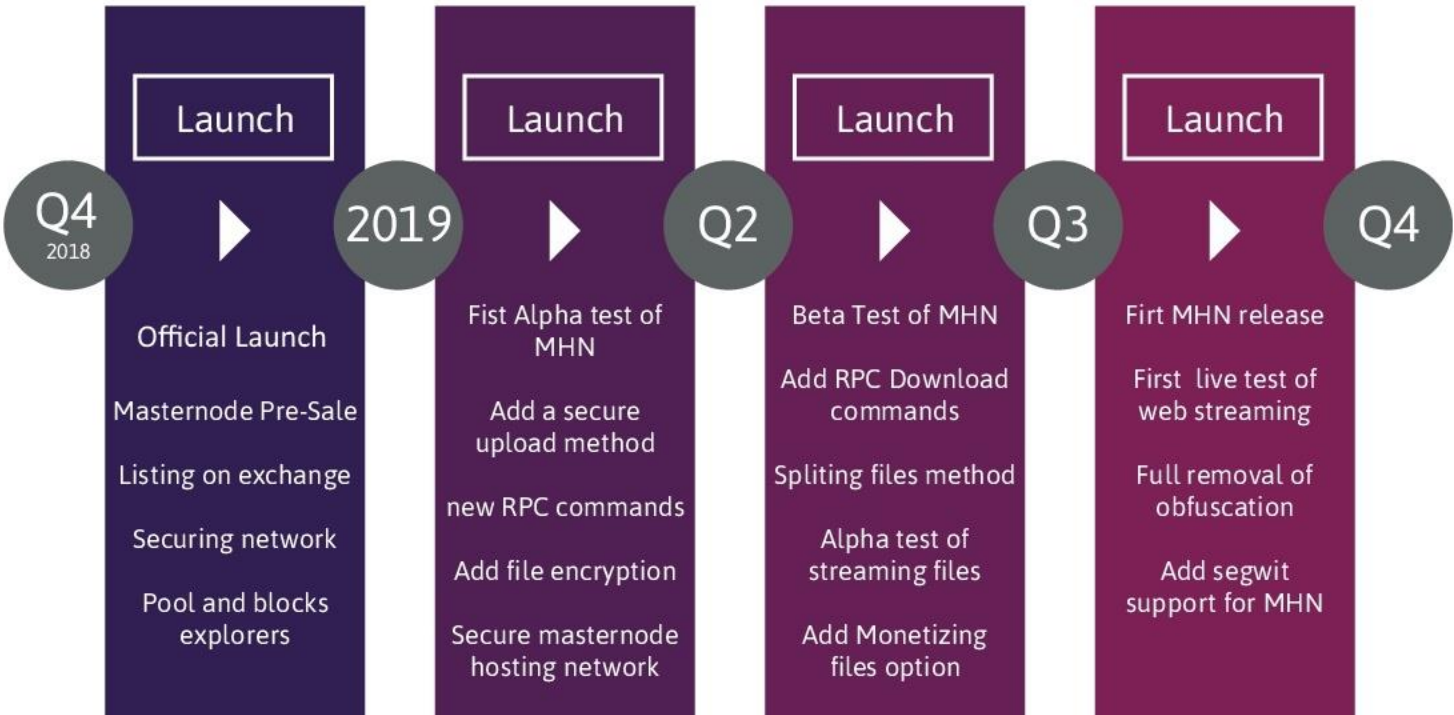 Q4
2018
Launch
Official Launch
Masternode Pre-Sale
Listing on exchange
Securing network
Pool and blocks
explorers
2019
Launch
Fist Alpha test of
MHN
Add a secure
upload method
new RPC commands
Add file encryption
Secure masternode
hosting network
Q2
Launch
Beta Test of MHN
Add RPC Download
commands
Spliting files method
Alpha test of
streaming files
Add Monetizing
files option
Q3
Launch
Firt MHN release
First live test of
web streaming
Full removal of
obfuscation
Add segwit
support for MHN
Q4